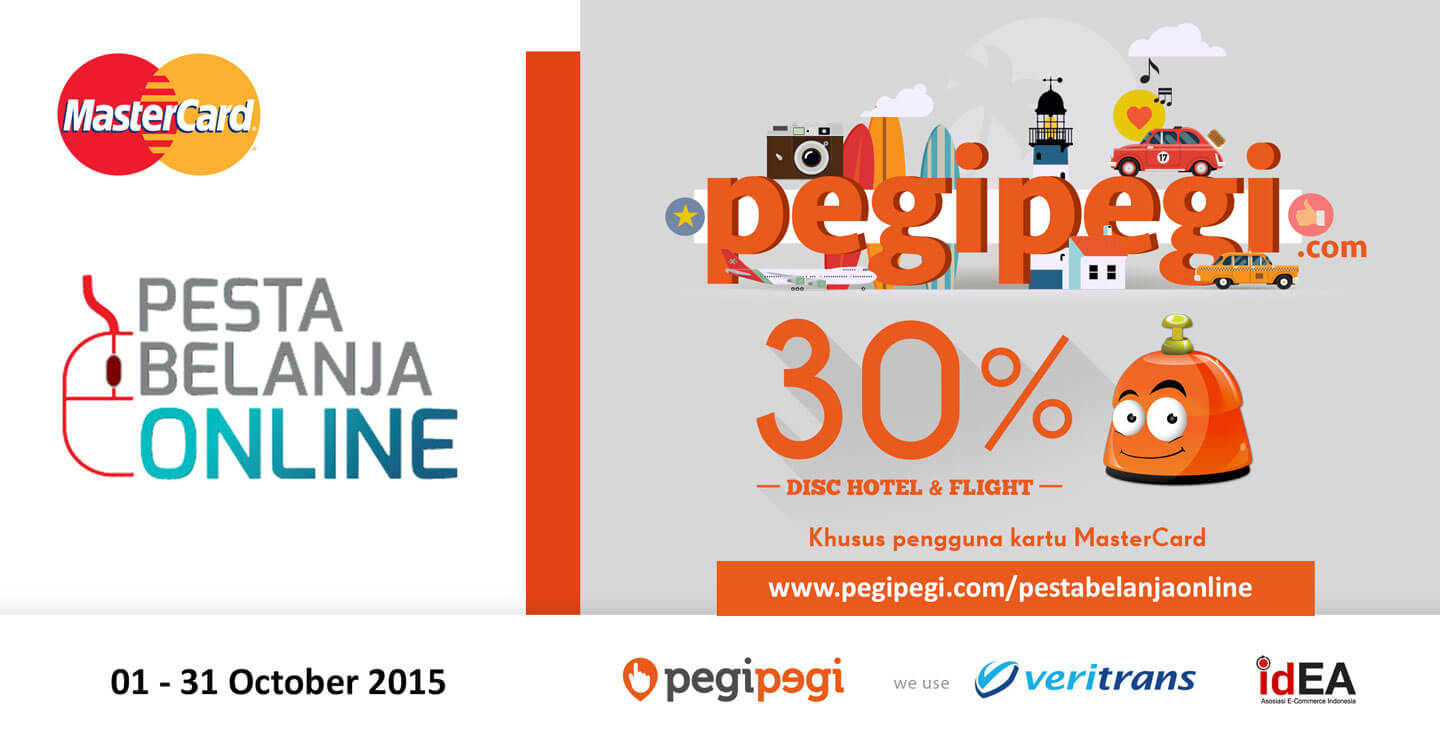 MasterCard
PESTA
BELANJA
ONLINE
17
pegipegi
.com
30%
— DISC HOTEL & FLIGHT —
Khusus pengguna kartu MasterCard
www.pegipegi.com/pestabelanjaonline
01 - 31 October 2015
pegipegi
we use
veritrans
idEA
Asosiasi E-Commerce Indonesia